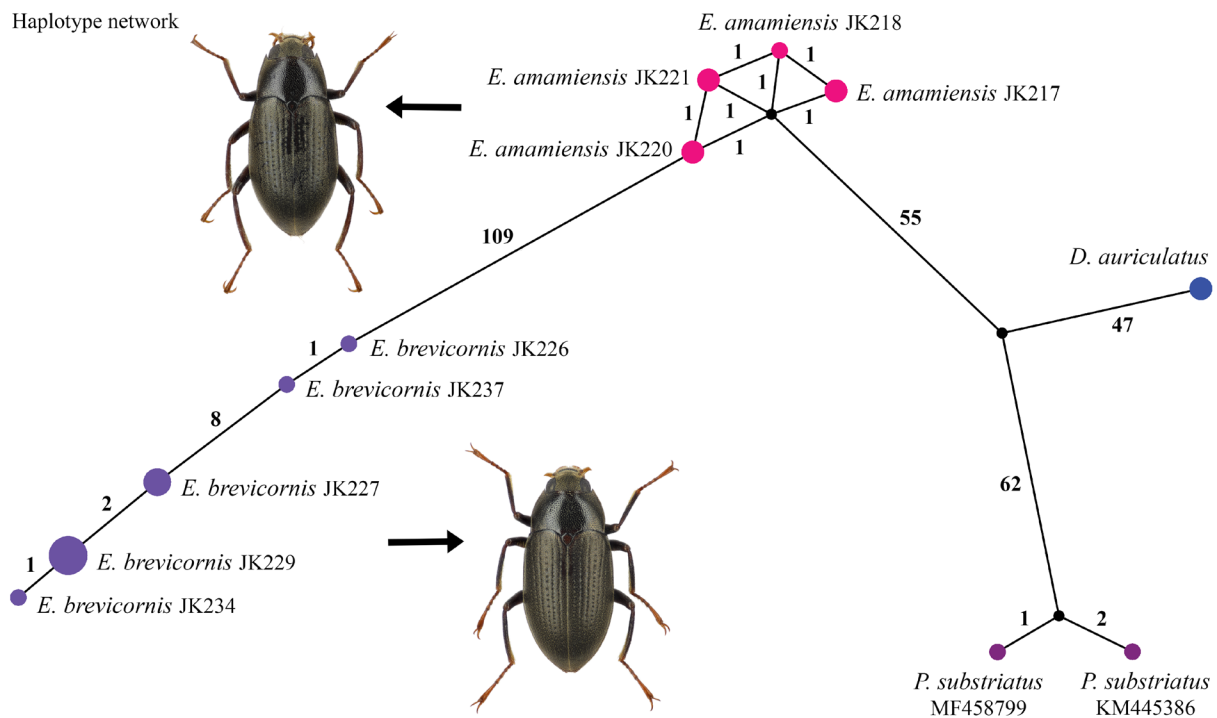 Haplotype network
E. amamiensis JK218
1
1
E. amamiensis JK221
1
E. amamiensis JK217
1
1
1
E. amamiensis JK220
1
55
109
D. auriculatus
47
1
E. brevicornis JK226
E. brevicornis JK237
8
62
2
E. brevicornis JK227
1
E. brevicornis JK229
E. brevicornis JK234
1
2
P. substriatus
MF458799
P. substriatus
KM445386